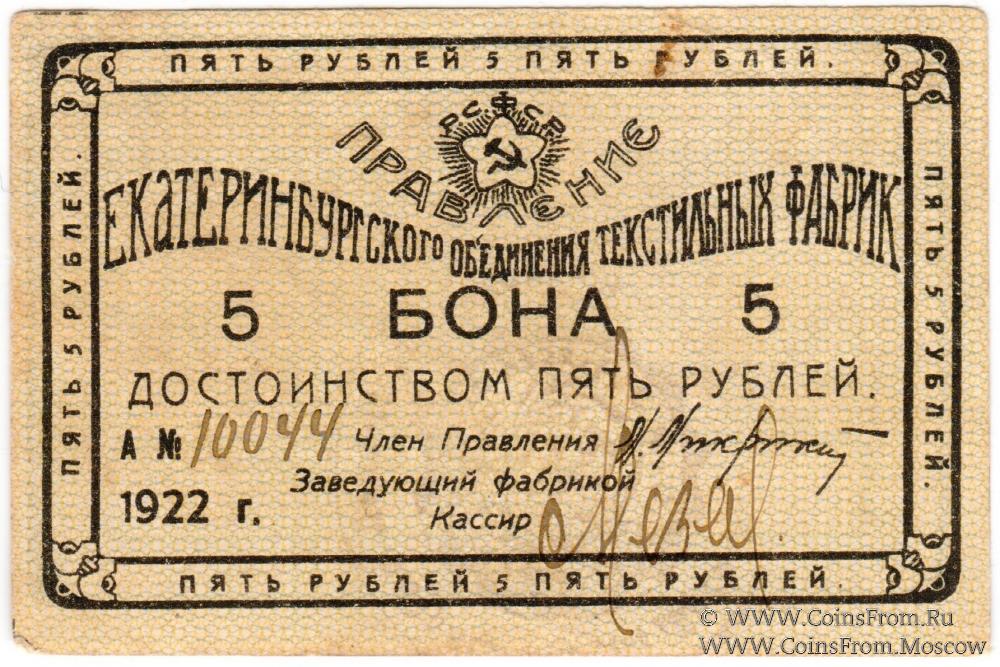 ПЯТЬ РУБЛЕЙ 5 ПЯТЬ РУБЛЕЙ.
Р.С.Ф.С.Р.
ПРАВЛЕНИЕ
ЕКАТЕРИНБУРГСКОГО ОБЪЕДИНЕНИЯ ТЕКСТИЛЬНЫХ ФАБРИК
5 БОНА 5
ДОСТОИНСТВОМ ПЯТЬ РУБЛЕЙ.
А № 10044 Член Правления
Заведующий фабрикой
1922 г. Кассир
ПЯТЬ 5 РУБЛЕЙ.
ПЯТЬ 5 РУБЛЕЙ.
ПЯТЬ РУБЛЕЙ 5 ПЯТЬ РУБЛЕЙ.
© WWW.CoinsFrom.Ru
WWW.CoinsFrom.Moscow